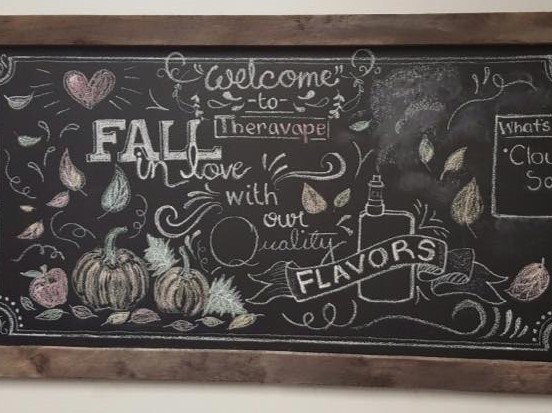 "Welcome"
-to-
Theravape
FALL
in love
with
our
Quality
FLAVORS
What's